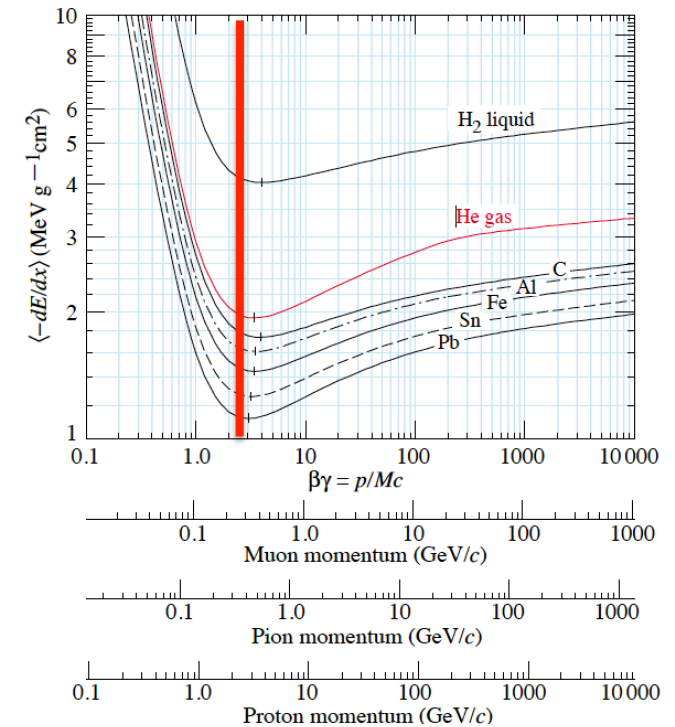 10
8
6
5
4
3
2
1
⟨–dE/dx⟩ (MeV g⁻¹cm²)
H₂ liquid
He gas
C
Al
Fe
Sn
Pb
0.1 1.0 10 100 1000 10 000
βγ = p/Mc
0.1 1.0 10 100 1000
Muon momentum (GeV/c)
0.1 1.0 10 100 1000
Pion momentum (GeV/c)
0.1 1.0 10 100 1000 10 000
Proton momentum (GeV/c)